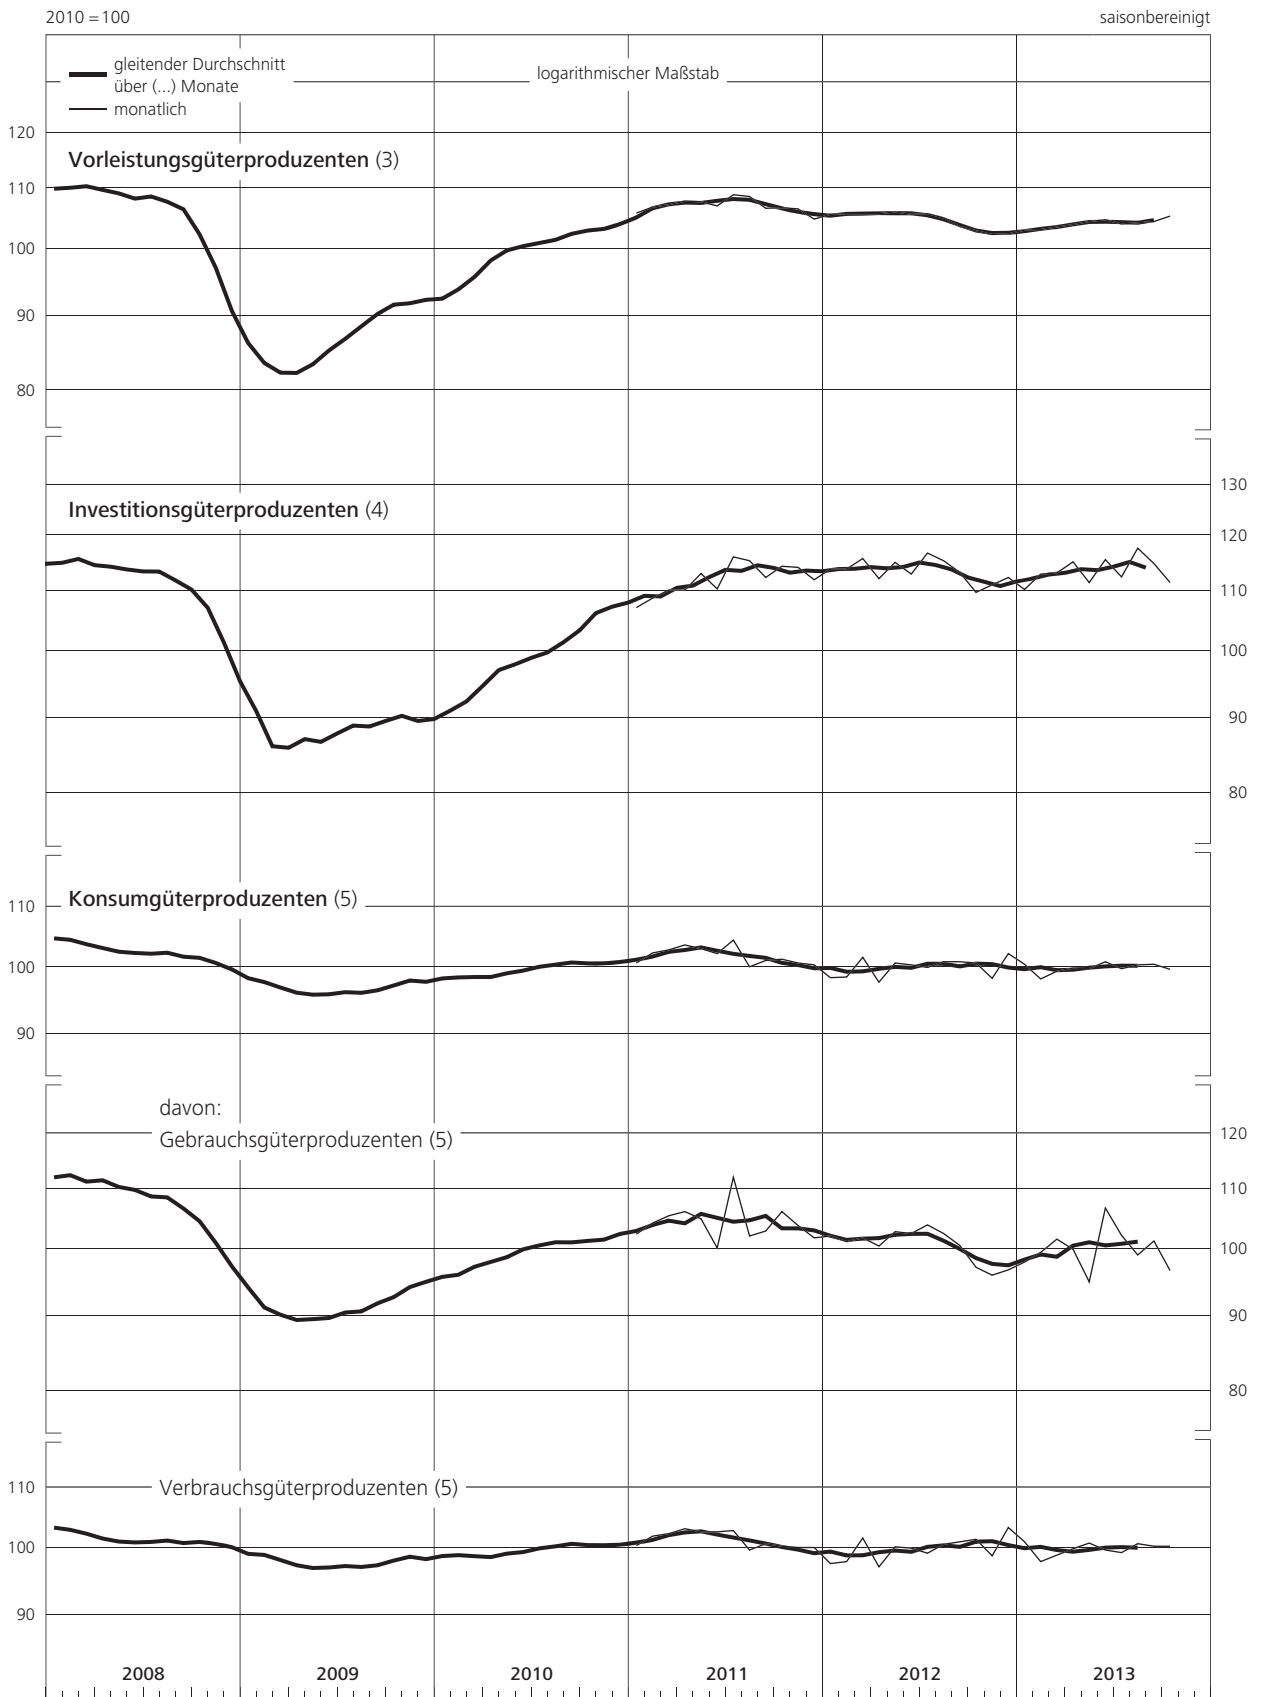 2010 = 100
saisonbereinigt
gleitender Durchschnitt
über (...) Monate
monatlich
logarithmischer Maßstab
120
Vorleistungsgüterproduzenten (3)
110
100
90
80
130
Investitionsgüterproduzenten (4)
120
110
100
90
80
Konsumgüterproduzenten (5)
110
100
90
davon:
Gebrauchsgüterproduzenten (5)
120
110
100
90
80
Verbrauchsgüterproduzenten (5)
110
100
90
2008 2009 2010 2011 2012 2013